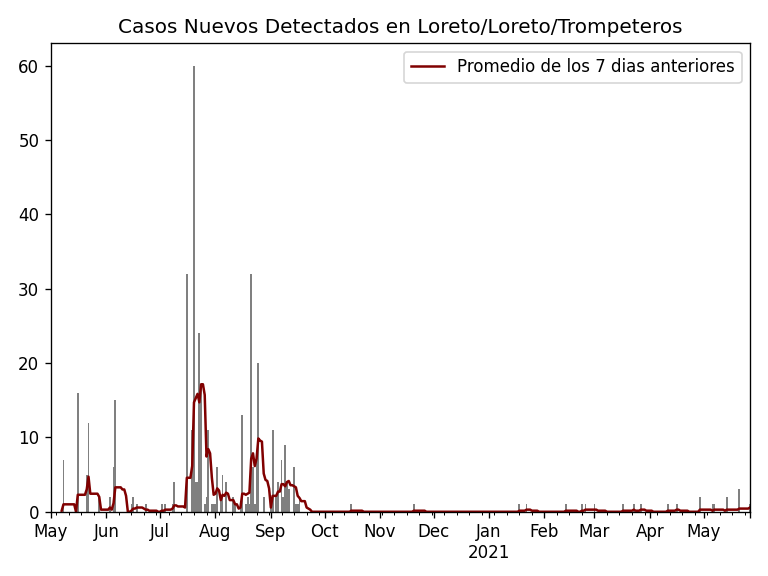 Casos Nuevos Detectados en Loreto/Loreto/Trompeteros
Promedio de los 7 dias anteriores
60
50
40
30
20
10
0
May Jun Jul Aug Sep Oct Nov Dec Jan Feb Mar Apr May
2021